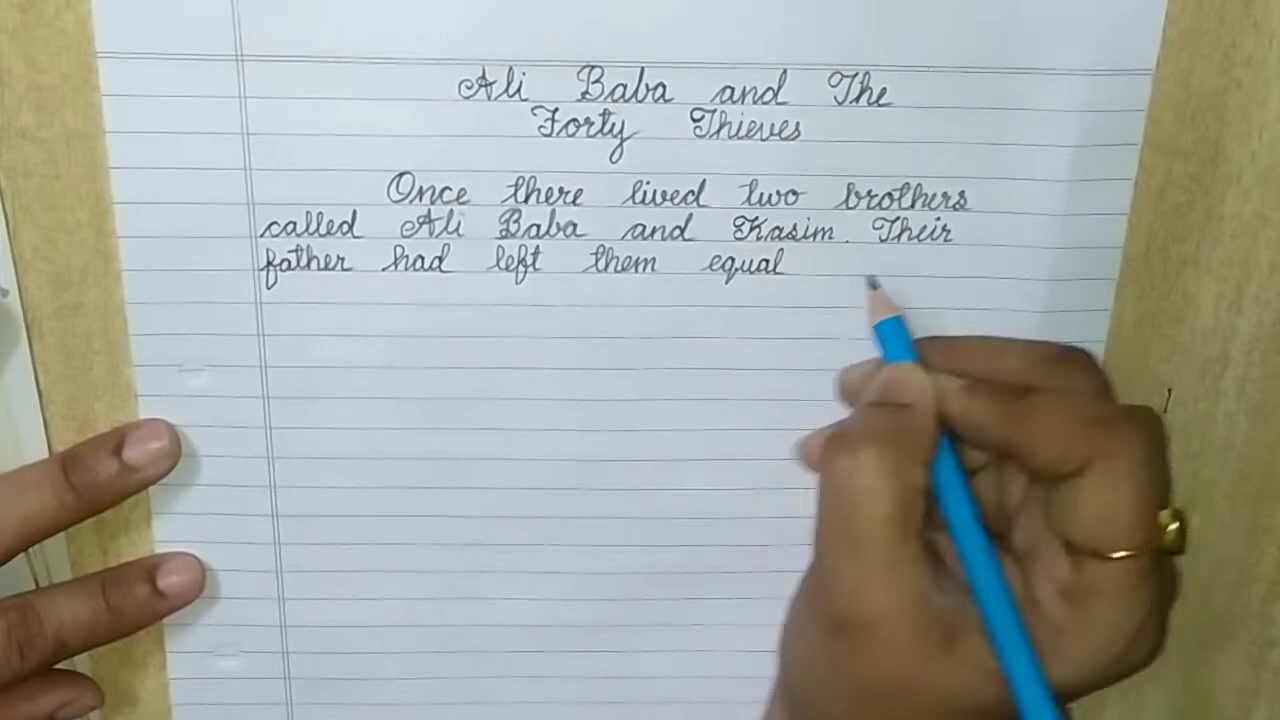 Ali Baba and The
Forty Thieves
Once there lived two brothers
called Ali Baba and Kasim. Their
father had left them equal